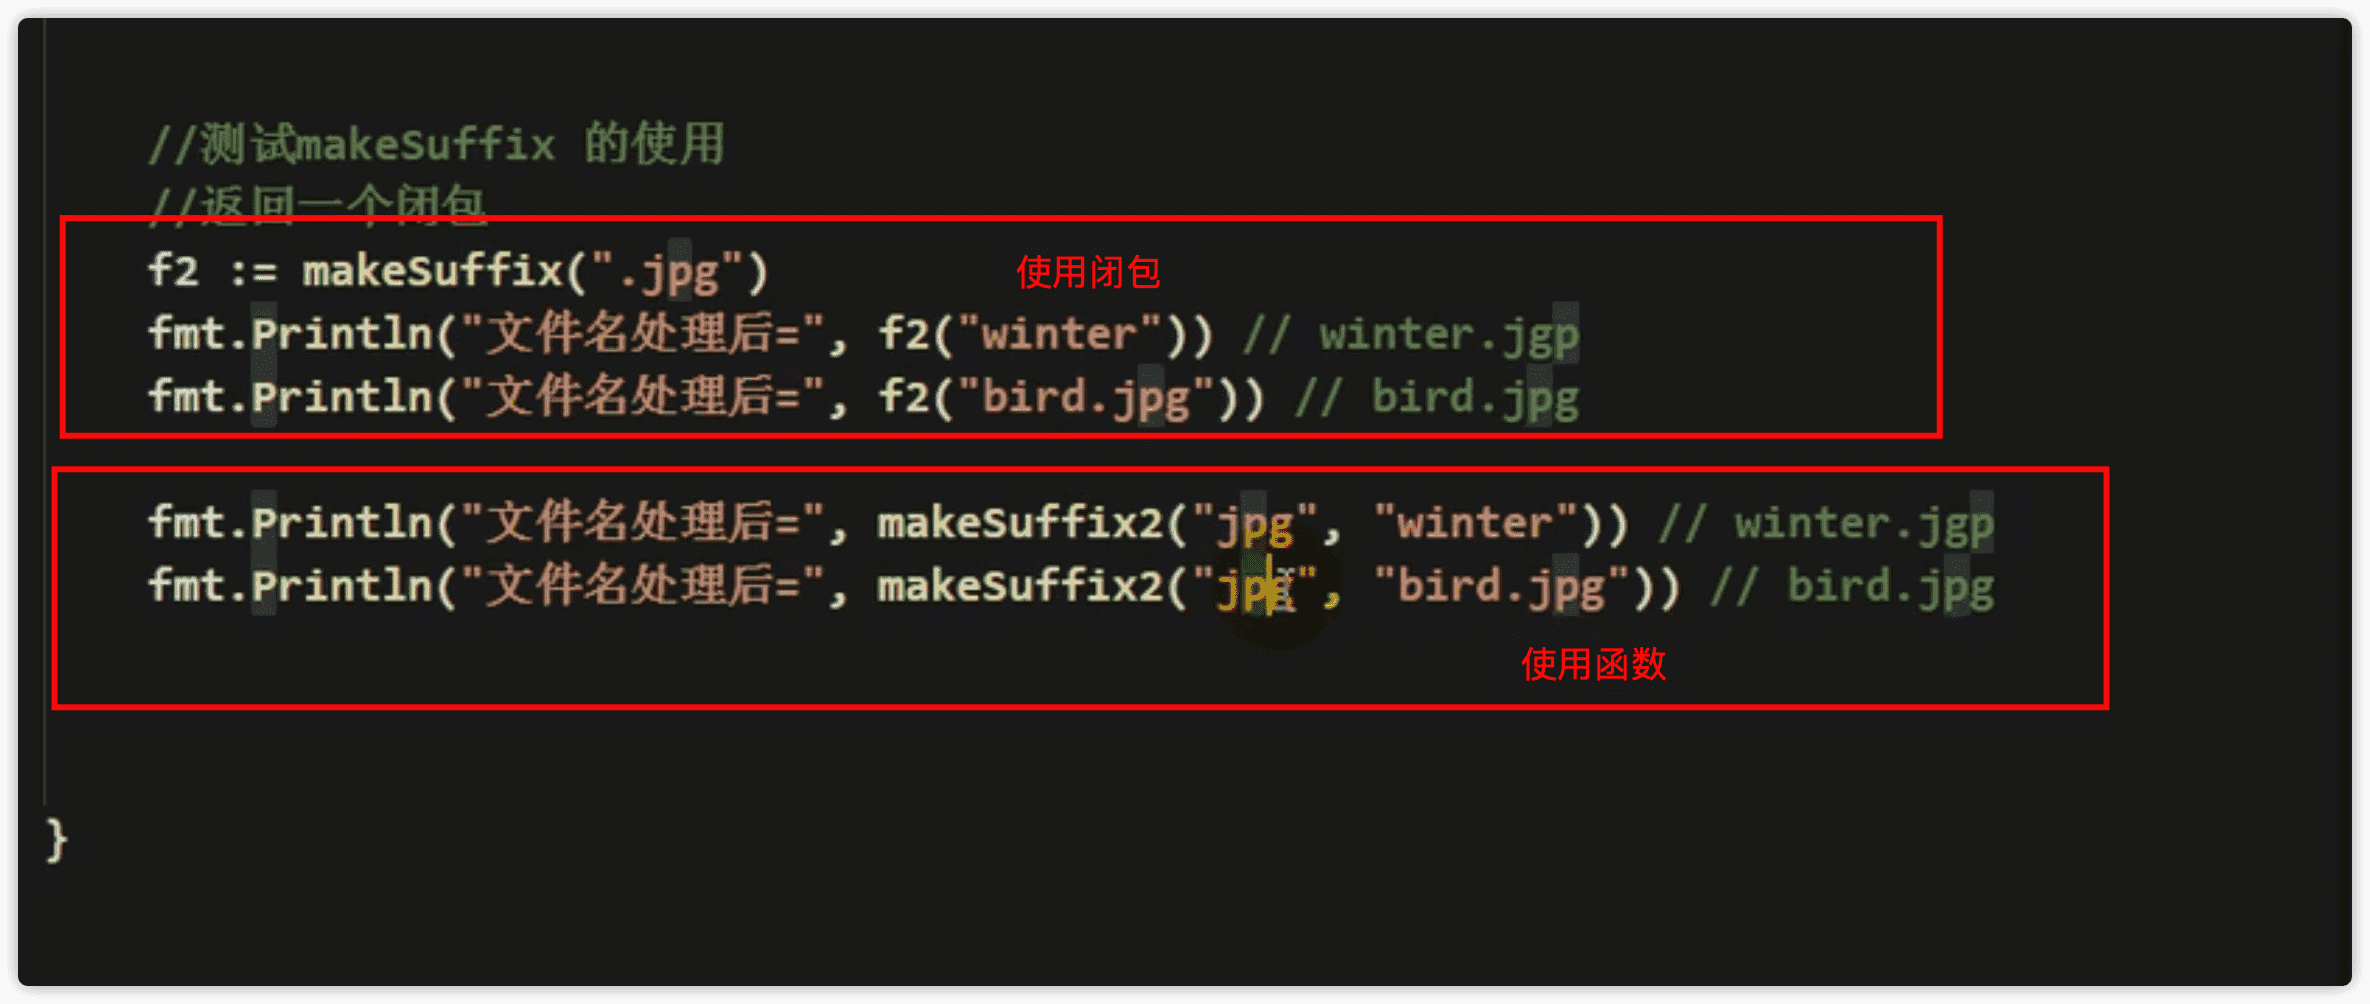 //测试makeSuffix 的使用
//返回一个闭包
f2 := makeSuffix(".jpg")
使用闭包
fmt.Println("文件名处理后=", f2("winter")) // winter.jgp
fmt.Println("文件名处理后=", f2("bird.jpg")) // bird.jpg
fmt.Println("文件名处理后=", makeSuffix2("jpg", "winter")) // winter.jgp
fmt.Println("文件名处理后=", makeSuffix2("jpg", "bird.jpg")) // bird.jpg
使用函数
}